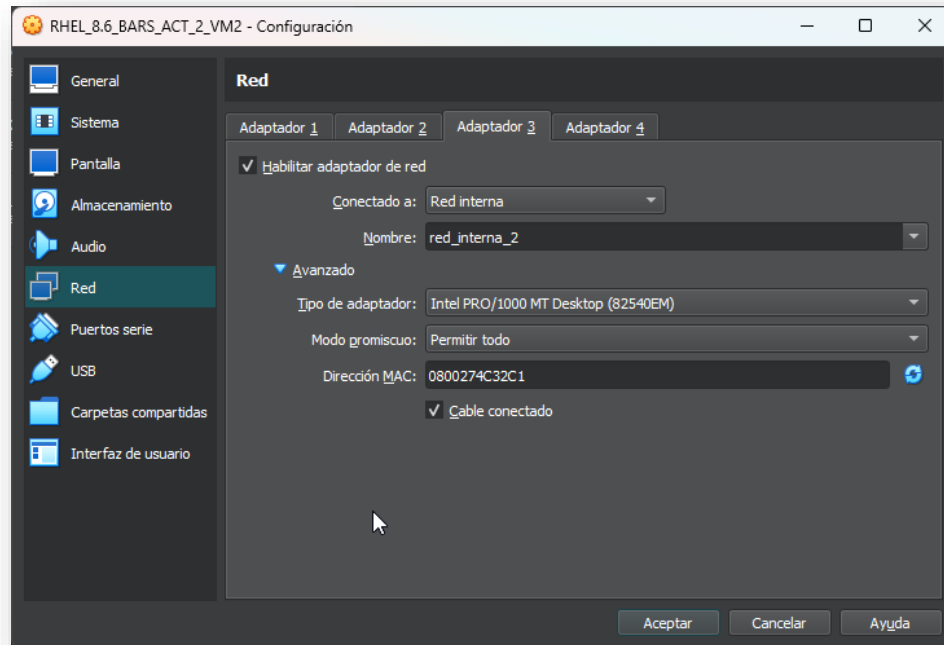 RHEL_8.6_BARS_ACT_2_VM2 - Configuración
General
Sistema
Pantalla
Almacenamiento
Audio
Red
Puertos serie
USB
Carpetas compartidas
Interfaz de usuario
Red
Adaptador 1 Adaptador 2 Adaptador 3 Adaptador 4
Habilitar adaptador de red
Conectado a: Red interna
Nombre: red_interna_2
Avanzado
Tipo de adaptador: Intel PRO/1000 MT Desktop (82540EM)
Modo promiscuo: Permitir todo
Dirección MAC: 0800274C32C1
Cable conectado
Aceptar Cancelar Ayuda